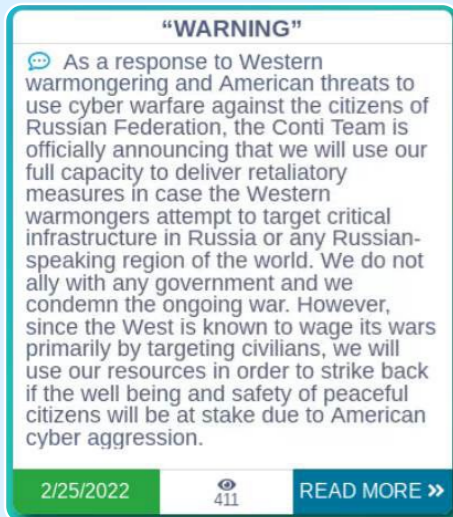 “WARNING”
As a response to Western
warmongering and American threats to
use cyber warfare against the citizens of
Russian Federation, the Conti Team is
officially announcing that we will use our
full capacity to deliver retaliatory
measures in case the Western
warmongers attempt to target critical
infrastructure in Russia or any Russian-
speaking region of the world. We do not
ally with any government and we
condemn the ongoing war. However,
since the West is known to wage its wars
primarily by targeting civilians, we will
use our resources in order to strike back
if the well being and safety of peaceful
citizens will be at stake due to American
cyber aggression.
2/25/2022
411
READ MORE »